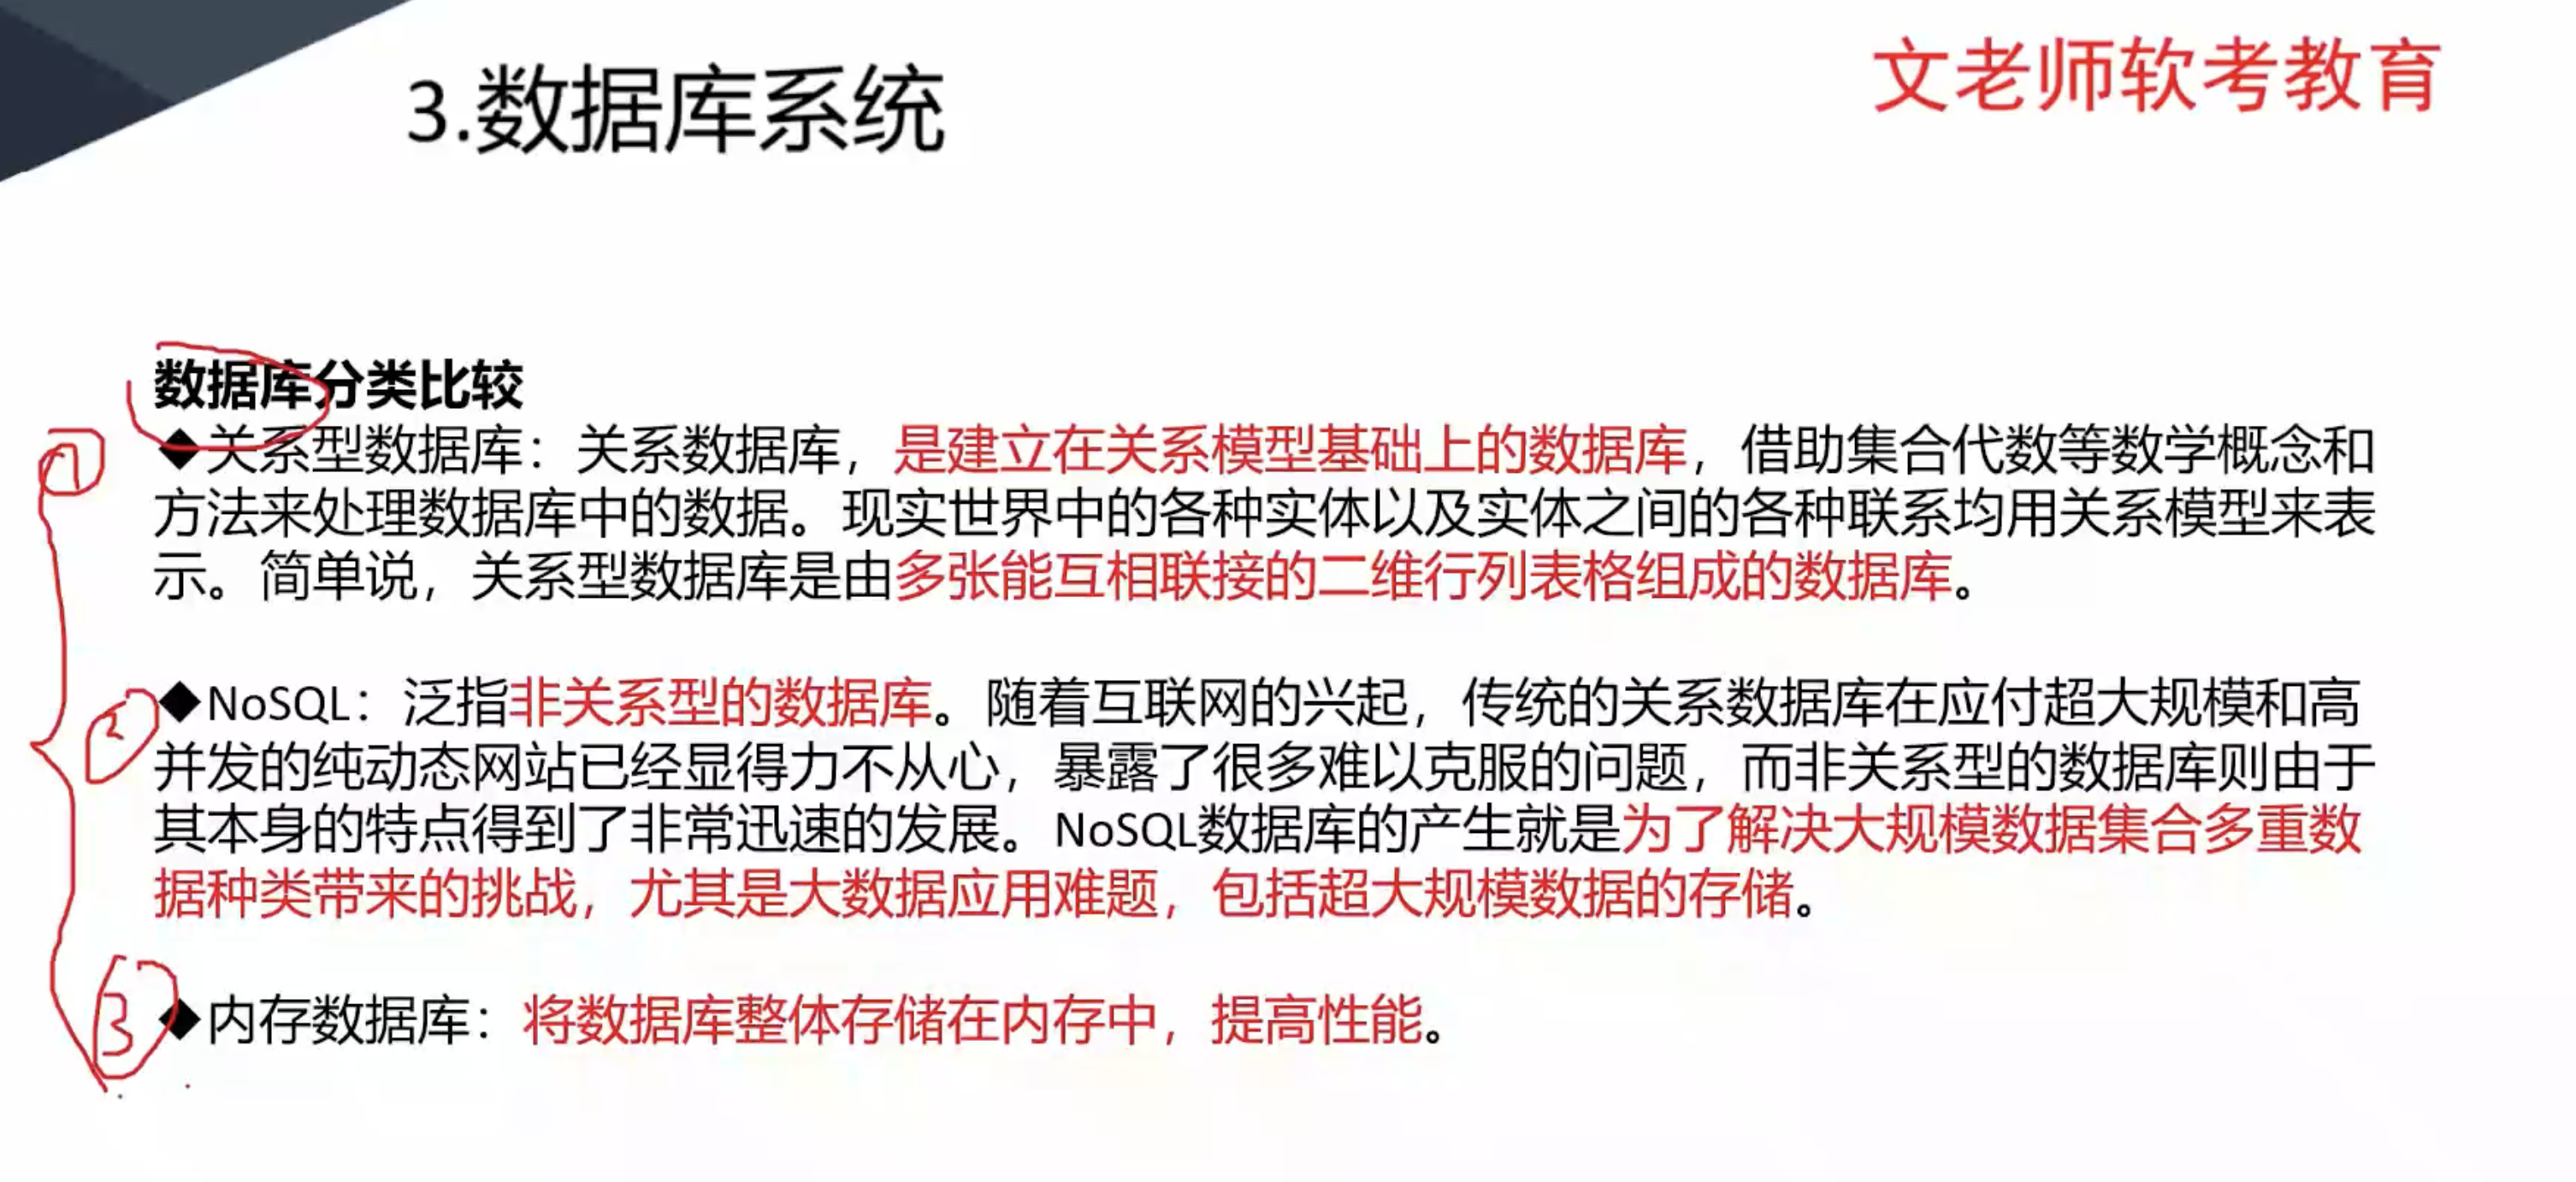 3.数据库系统
文老师软考教育
数据库分类比较
1
◆关系型数据库：关系数据库，是建立在关系模型基础上的数据库，借助集合代数等数学概念和
方法来处理数据库中的数据。现实世界中的各种实体以及实体之间的各种联系均用关系模型来表
示。简单说，关系型数据库是由多张能互相联接的二维行列表格组成的数据库。
2
◆NoSQL：泛指非关系型的数据库。随着互联网的兴起，传统的关系数据库在应付超大规模和高
并发的纯动态网站已经显得力不从心，暴露了很多难以克服的问题，而非关系型的数据库则由于
其本身的特点得到了非常迅速的发展。NoSQL数据库的产生就是为了解决大规模数据集合多重数
据种类带来的挑战，尤其是大数据应用难题，包括超大规模数据的存储。
3
◆内存数据库：将数据库整体存储在内存中，提高性能。